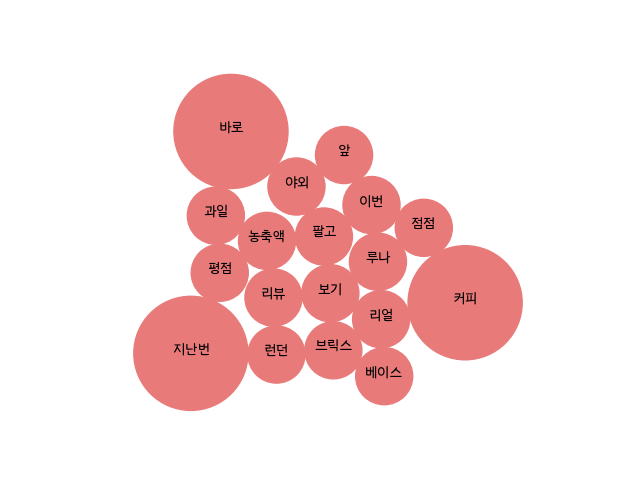 바로
앞
야외
이번
과일
점점
팔고
농축액
루나
평점
리뷰
보기
커피
리얼
지난번
런던
브릭스
베이스